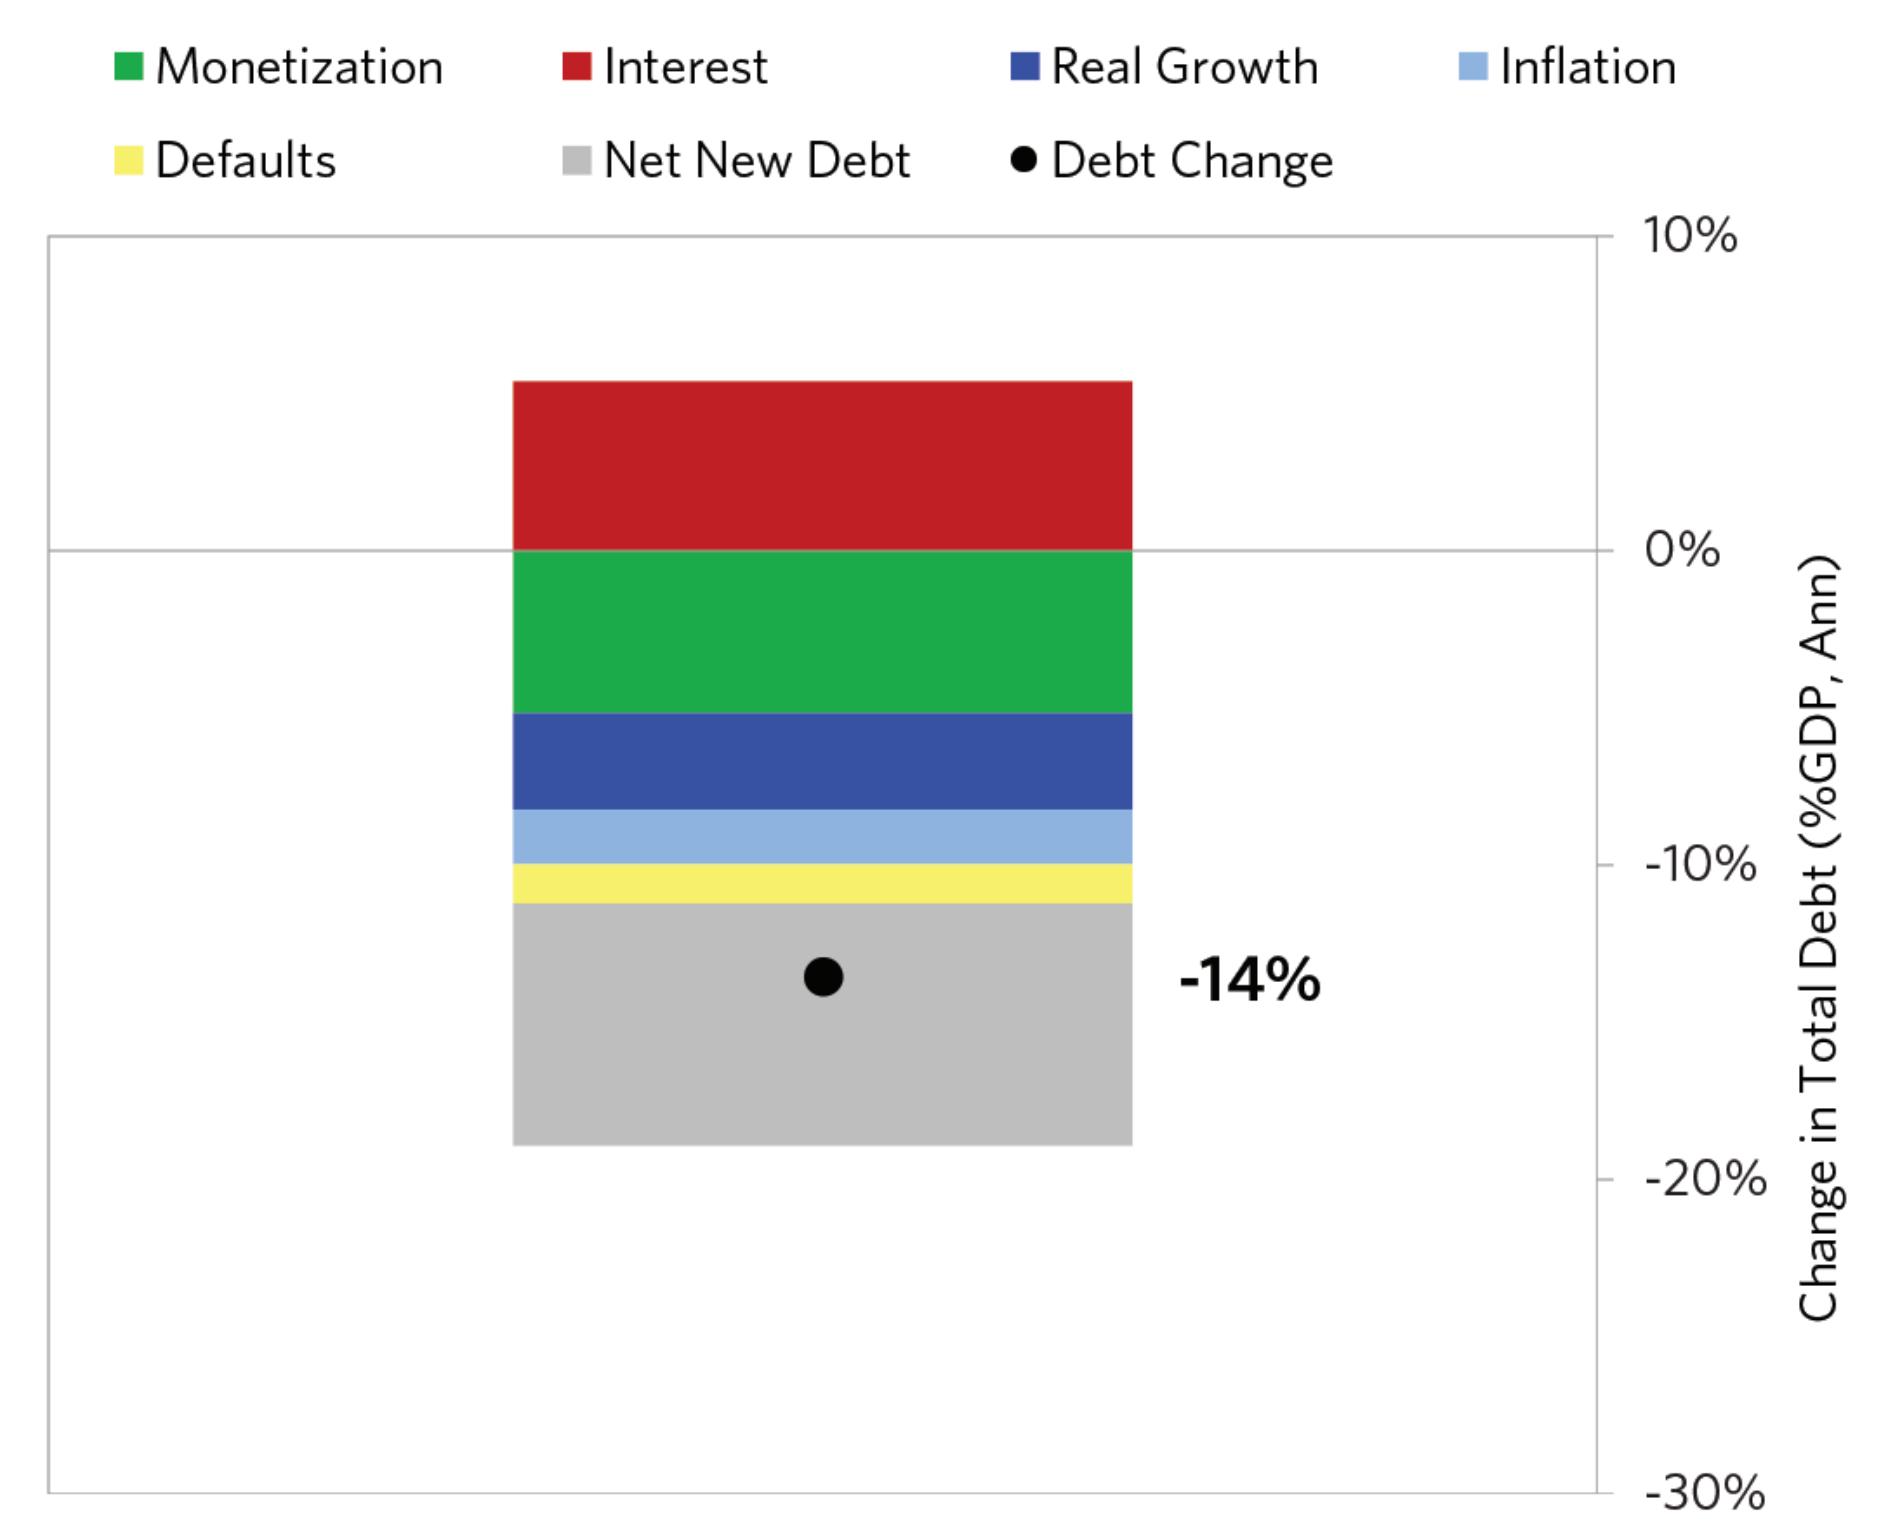 Monetization Interest Real Growth Inflation
Defaults Net New Debt Debt Change
10%
0%
-10%
-14%
-20%
-30%
Change in Total Debt (%GDP, Ann)